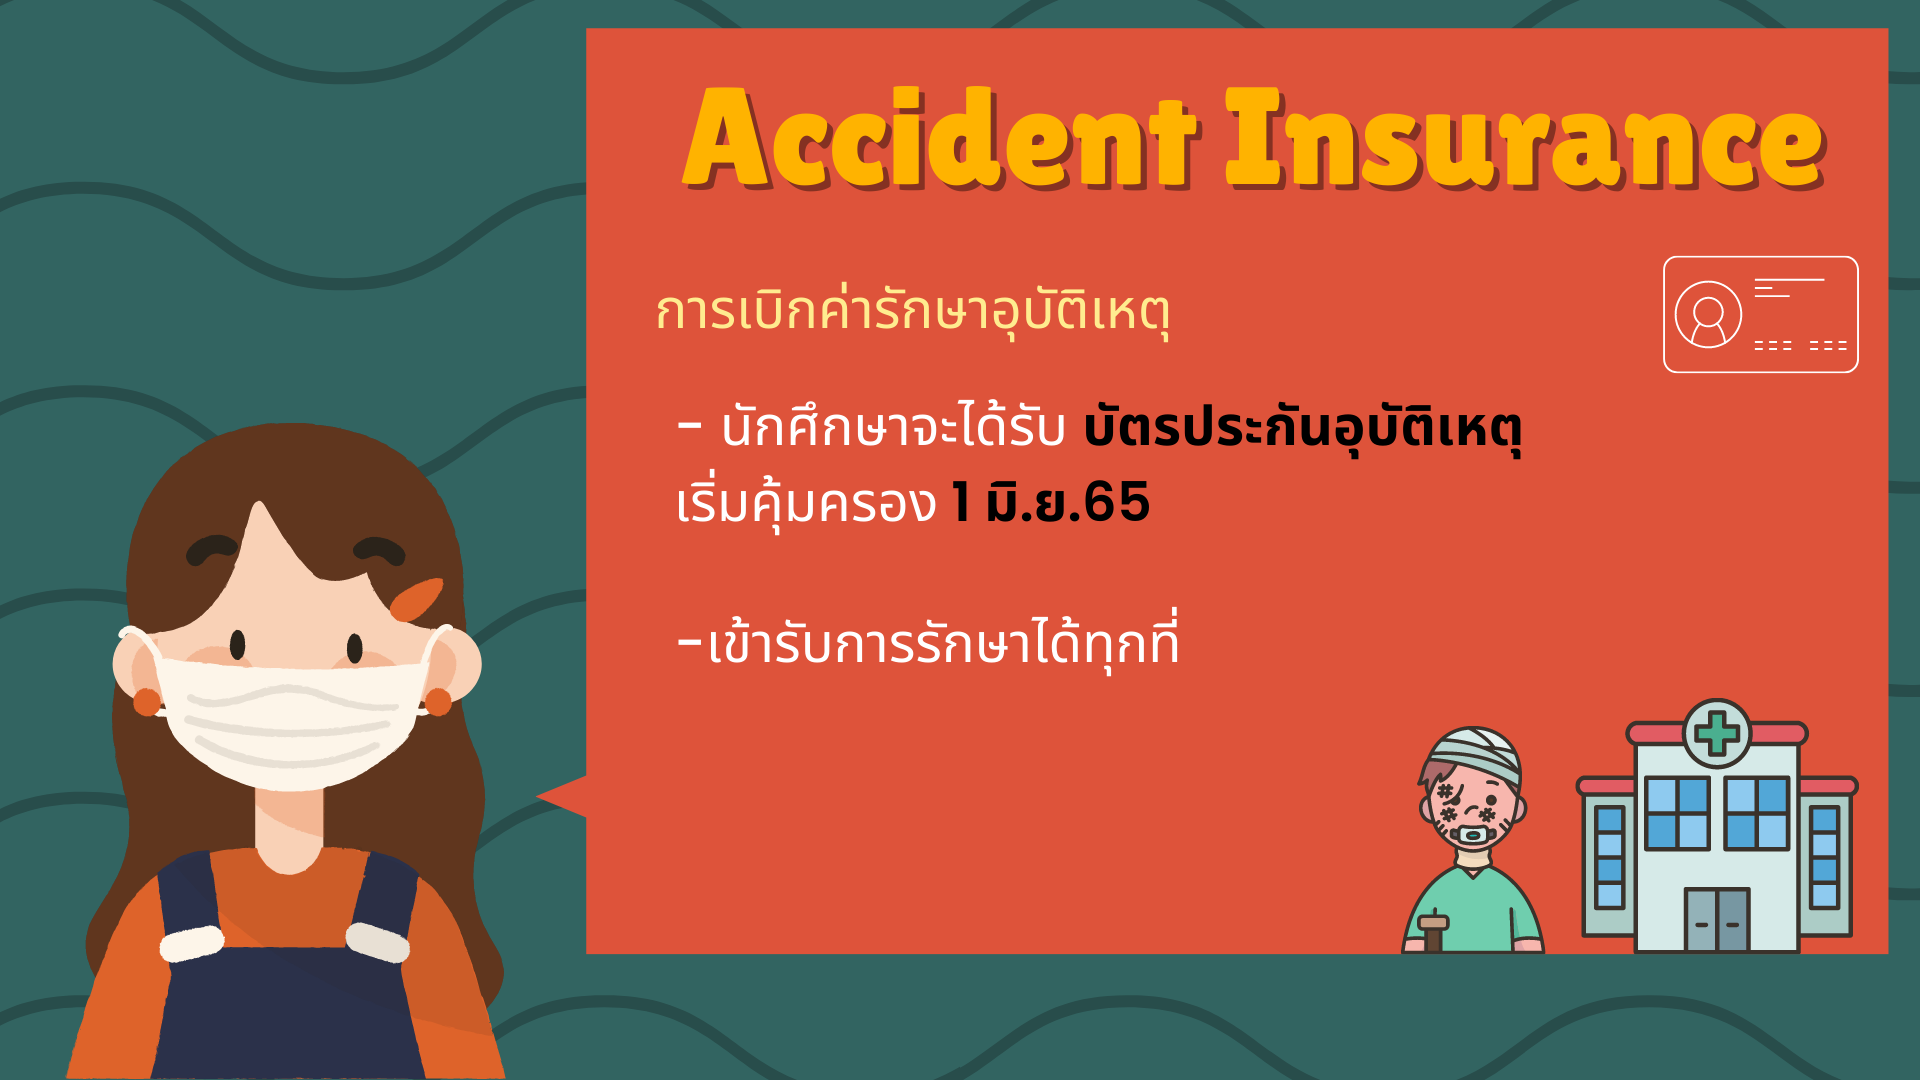 Accident Insurance
การเบิกค่ารักษาอุบัติเหตุ
- นักศึกษาจะได้รับ บัตรประกันอุบัติเหตุ
เริ่มคุ้มครอง 1 มิ.ย.65
-เข้ารับการรักษาได้ทุกที่